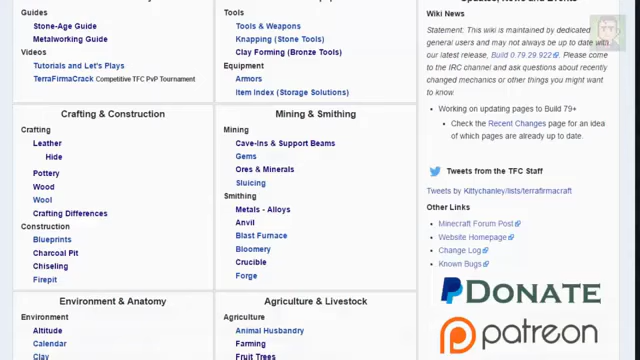 Guides
Stone-Age Guide
Metalworking Guide
Videos
Tutorials and Let's Plays
TerraFirmaCrack Competitive TFC PvP Tournament
Tools
Tools & Weapons
Knapping (Stone Tools)
Clay Forming (Bronze Tools)
Equipment
Armors
Item Index (Storage Solutions)
Crafting & Construction
Crafting
Leather
Hide
Pottery
Wood
Wool
Crafting Differences
Construction
Blueprints
Charcoal Pit
Chiseling
Firepit
Mining & Smithing
Mining
Cave-Ins & Support Beams
Gems
Ores & Minerals
Sluicing
Smithing
Metals - Alloys
Anvil
Blast Furnace
Bloomery
Crucible
Forge
Environment & Anatomy
Environment
Altitude
Calendar
Clay
Agriculture & Livestock
Agriculture
Animal Husbandry
Farming
Fruit Trees
Updates, News and Events
Wiki News
Statement: This wiki is maintained by dedicated
general users and may not always be up to date with
our latest release, Build 0.79.29.922. Please come
to the IRC channel and ask questions about recently
changed mechanics or other things you might want
to know
• Working on updating pages to Build 79+
• Check the Recent Changes page for an idea
of which pages are already up to date.
Tweets from the TFC Staff
Tweets by Kittychanley/lists/terrafirmacraft
Other Links
• Minecraft Forum Post
• Website Homepage
• Change Log
• Known Bugs
DONATE
patreon